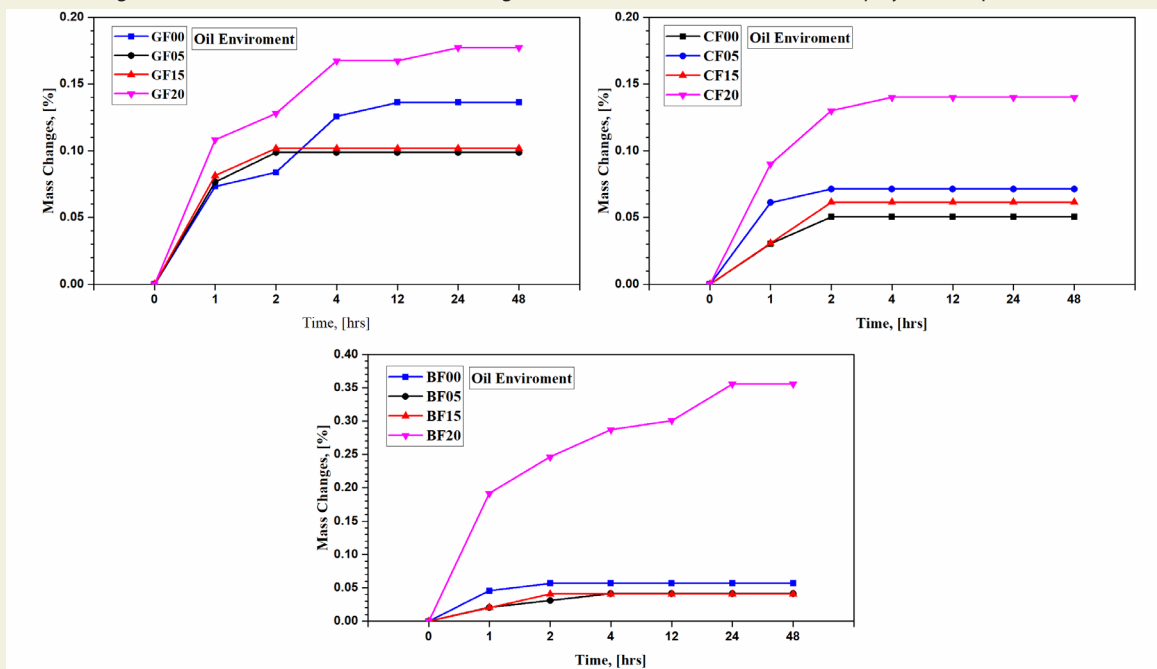 GF00
GF05
GF15
GF20
Oil Enviroment
Mass Changes, [%]
0.20
0.15
0.10
0.05
0.00
0 1 2 4 12 24 48
Time, [hrs]
CF00
CF05
CF15
CF20
Oil Enviroment
Mass Changes, [%]
0.20
0.15
0.10
0.05
0.00
0 1 2 4 12 24 48
Time, [hrs]
BF00
BF05
BF15
BF20
Oil Enviroment
Mass Changes, [%]
0.40
0.35
0.30
0.25
0.20
0.15
0.10
0.05
0.00
0 1 2 4 12 24 48
Time, [hrs]